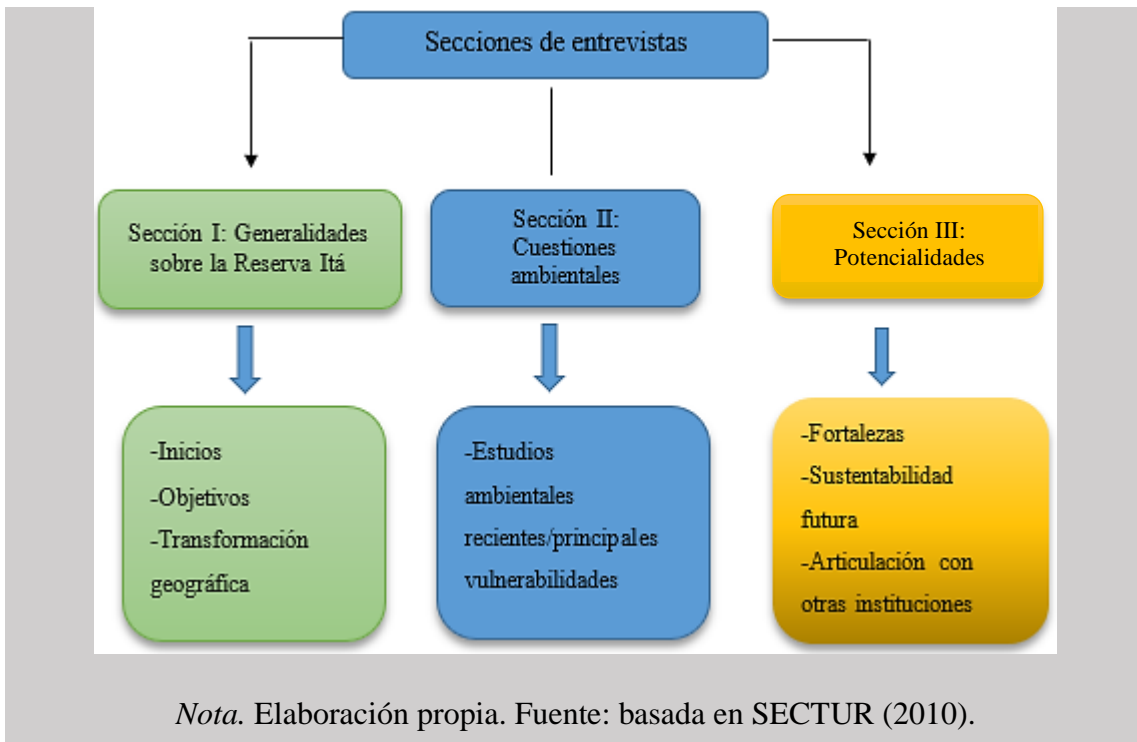 Secciones de entrevistas
Sección I: Generalidades
sobre la Reserva Itá
Sección II:
Cuestiones
ambientales
Sección III:
Potencialidades
-Inicios
-Objetivos
-Transformación
geográfica
-Estudios
ambientales
recientes/principales
vulnerabilidades
-Fortalezas
-Sustentabilidad
futura
-Articulación con
otras instituciones
Nota. Elaboración propia. Fuente: basada en SECTUR (2010).